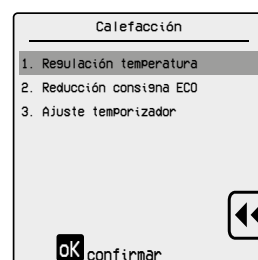 Calefacción
1. Regulación temperatura
2. Reducción consigna ECO
3. Ajuste temporizador
OK confirmar